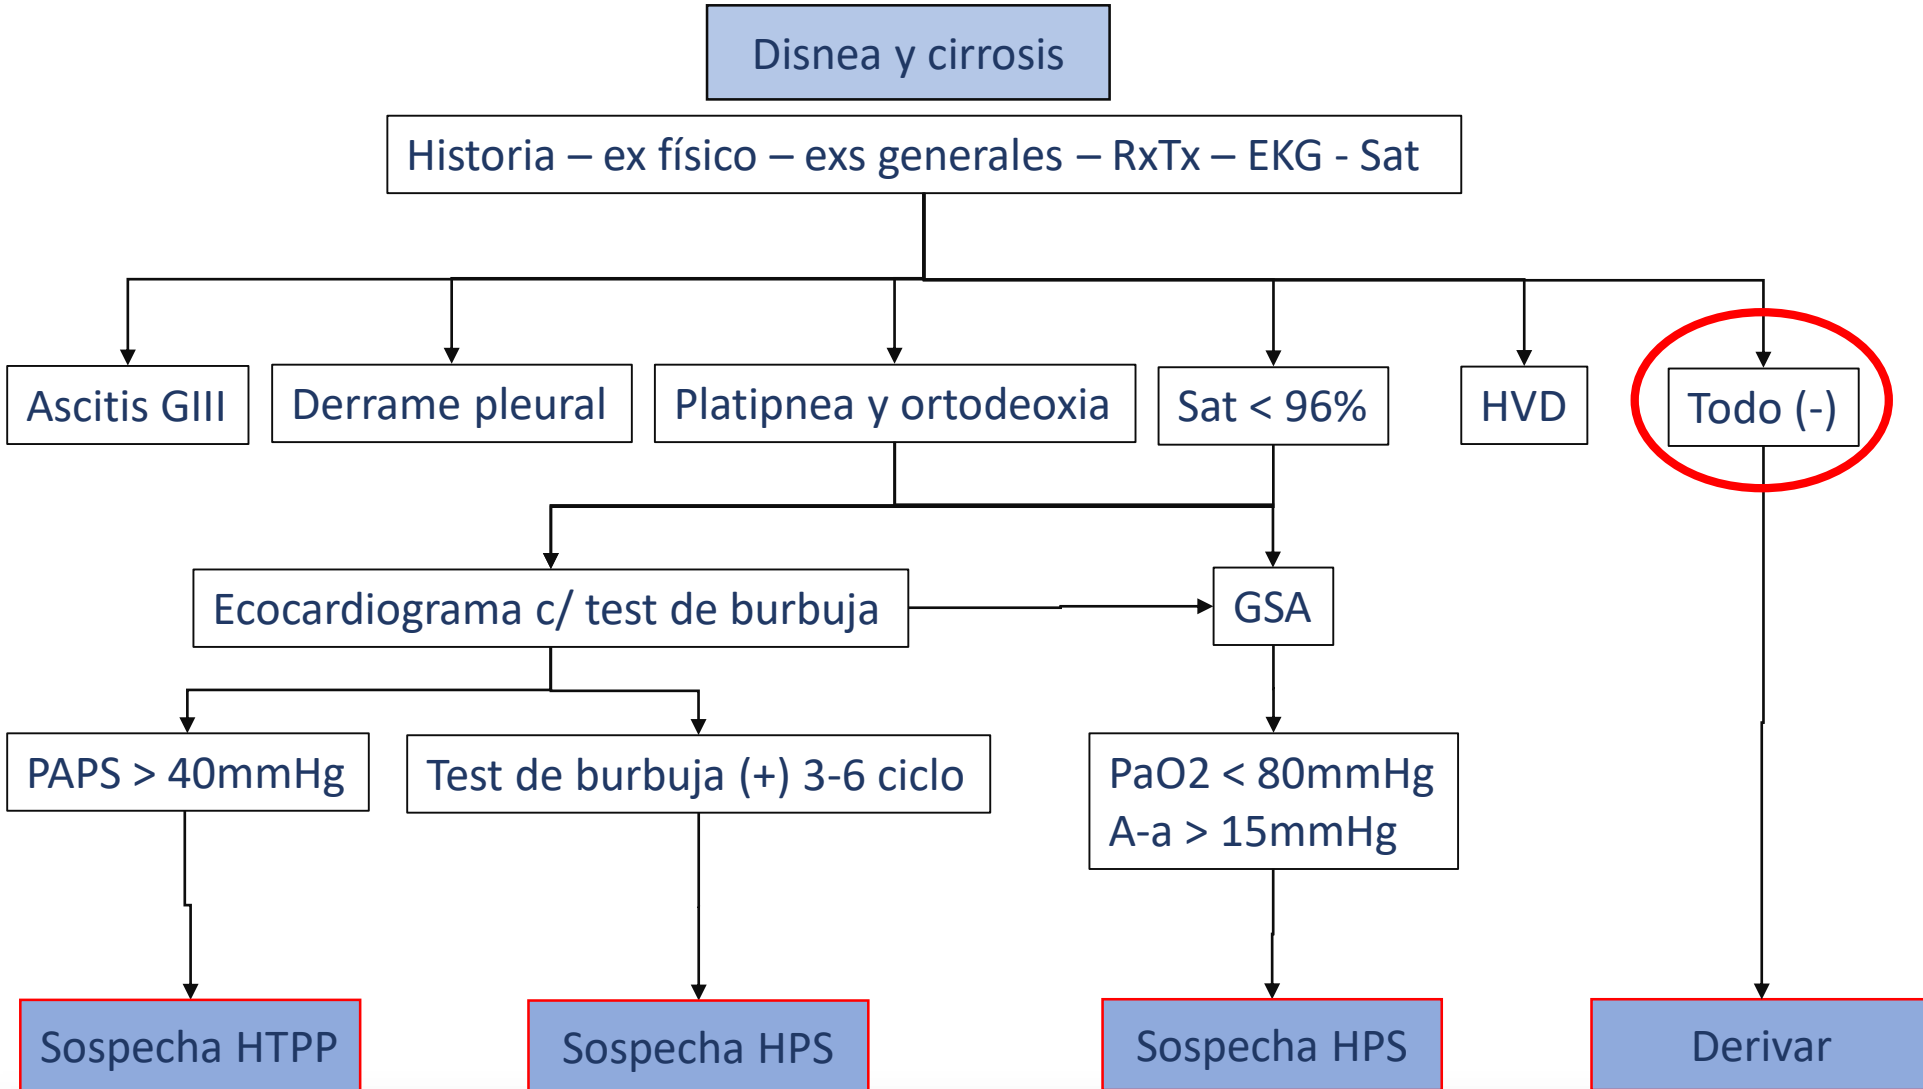 Disnea y cirrosis
Historia – ex físico – exs generales – RxTx – EKG - Sat
Ascitis GIII
Derrame pleural
Platipnea y ortodeoxia
Sat < 96%
HVD
Todo (-)
Ecocardiograma c/ test de burbuja
GSA
PAPS > 40mmHg
Test de burbuja (+) 3-6 ciclo
PaO2 < 80mmHg
A-a > 15mmHg
Sospecha HTPP
Sospecha HPS
Sospecha HPS
Derivar